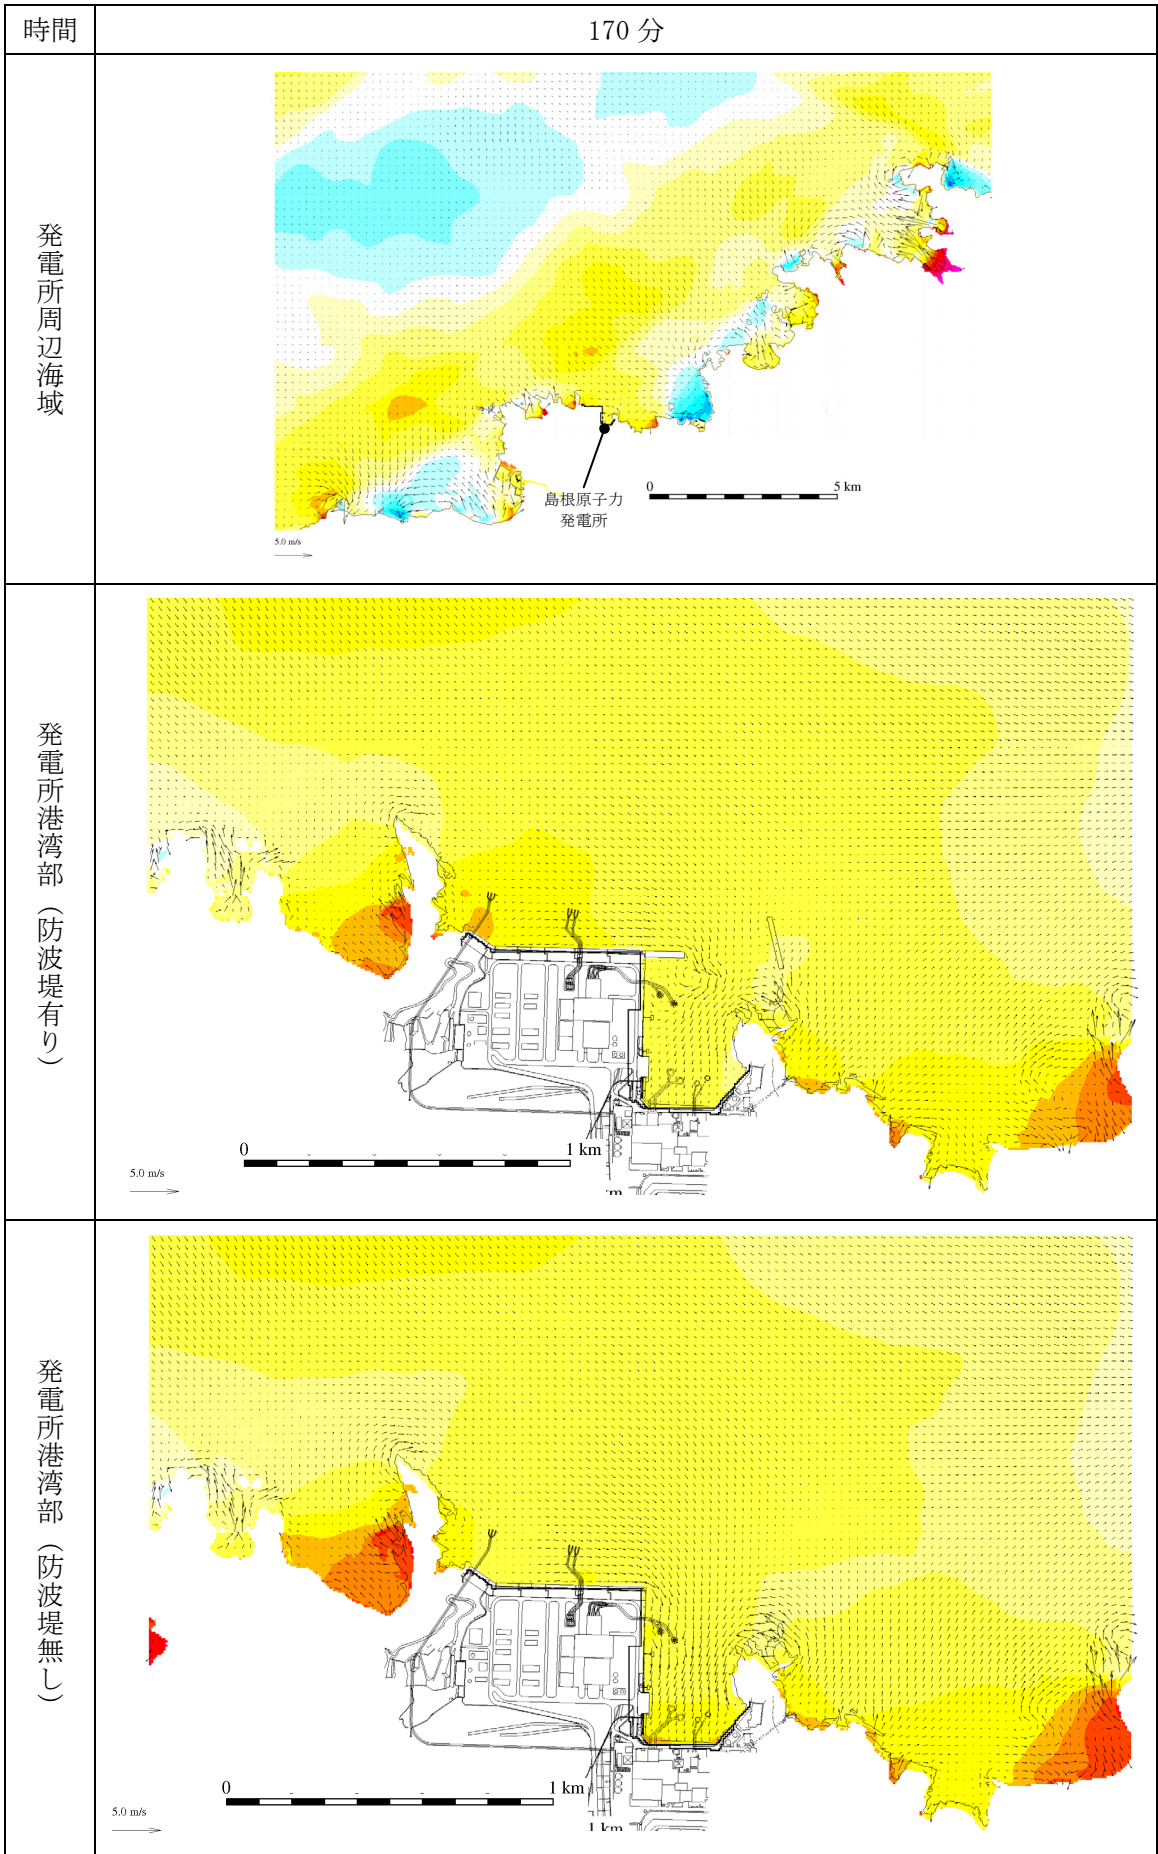 時間
170 分
発電所周辺海域
島根原子力
発電所
0
5 km
5.0 m/s
発電所港湾部（防波堤有り）
0
1 km
5.0 m/s
発電所港湾部（防波堤無し）
0
1 km
5.0 m/s
1 km